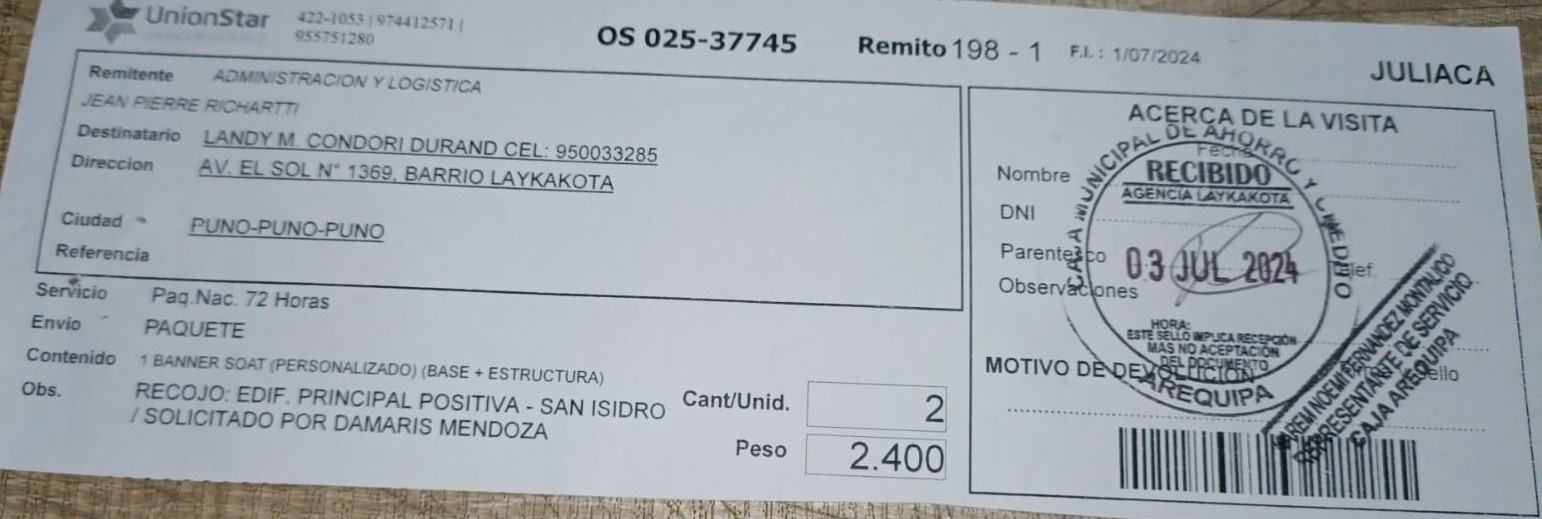 UnionStar
422-1053 | 974412571 |
955751280
OS 025-37745
Remito 198 - 1
F.I. : 1/07/2024
JULIACA
Remitente ADMINISTRACION Y LOGISTICA
JEAN PIERRE RICHARTTI
Destinatario LANDY M. CONDORI DURAND CEL: 950033285
Direccion AV. EL SOL N° 1369, BARRIO LAYKAKOTA
Ciudad PUNO-PUNO-PUNO
Referencia
Servicio Paq.Nac. 72 Horas
Envio PAQUETE
Contenido 1 BANNER SOAT (PERSONALIZADO) (BASE + ESTRUCTURA)
Obs. RECOJO: EDIF. PRINCIPAL POSITIVA - SAN ISIDRO
/ SOLICITADO POR DAMARIS MENDOZA
Cant/Unid. 2
Peso 2.400
ACERCA DE LA VISITA
Fecha
Nombre
DNI
Parentesco
Observaciones
MOTIVO DE DEVOLUCION
CAJA MUNICIPAL DE AHORRO Y CREDITO
RECIBIDO
AGENCIA LAYKAKOTA
03 JUL 2024
HORA:
ESTE SELLO IMPLICA RECEPCIÓN
MAS NO ACEPTACIÓN
DEL DOCUMENTO
AREQUIPA
NOEMI FERNANDEZ MONTALICO
REPRESENTANTE DE SERVICIO
CAJA AREQUIPA